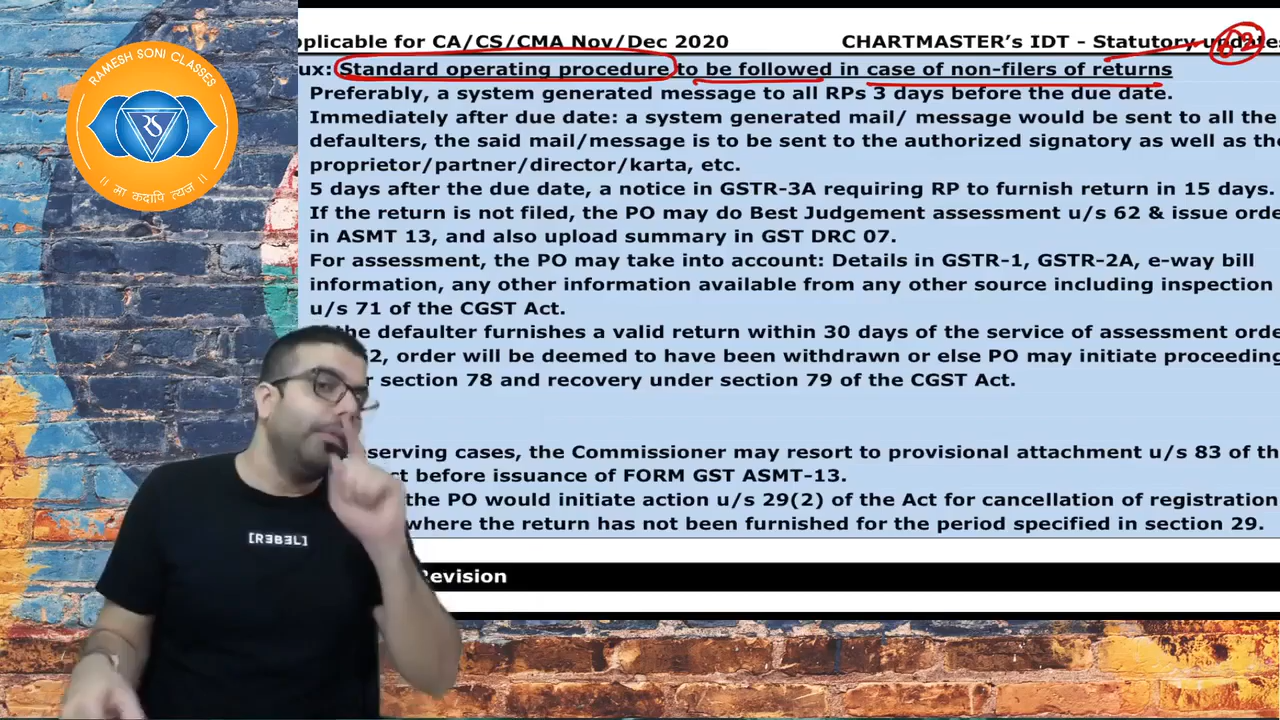 RAMESH SONI CLASSES
।। मा कदापि त्यज ।।
plicable for CA/CS/CMA Nov/Dec 2020 CHARTMASTER's IDT - Statutory updates
ux: Standard operating procedure to be followed in case of non-filers of returns
Preferably, a system generated message to all RPs 3 days before the due date.
Immediately after due date: a system generated mail/ message would be sent to all the
defaulters, the said mail/message is to be sent to the authorized signatory as well as the
proprietor/partner/director/karta, etc.
5 days after the due date, a notice in GSTR-3A requiring RP to furnish return in 15 days.
If the return is not filed, the PO may do Best Judgement assessment u/s 62 & issue orde
in ASMT 13, and also upload summary in GST DRC 07.
For assessment, the PO may take into account: Details in GSTR-1, GSTR-2A, e-way bill
information, any other information available from any other source including inspection
u/s 71 of the CGST Act.
the defaulter furnishes a valid return within 30 days of the service of assessment orde
2, order will be deemed to have been withdrawn or else PO may initiate proceeding
r section 78 and recovery under section 79 of the CGST Act.
eserving cases, the Commissioner may resort to provisional attachment u/s 83 of th
ct before issuance of FORM GST ASMT-13.
the PO would initiate action u/s 29(2) of the Act for cancellation of registration
where the return has not been furnished for the period specified in section 29.
Revision
[RƎBƎL]